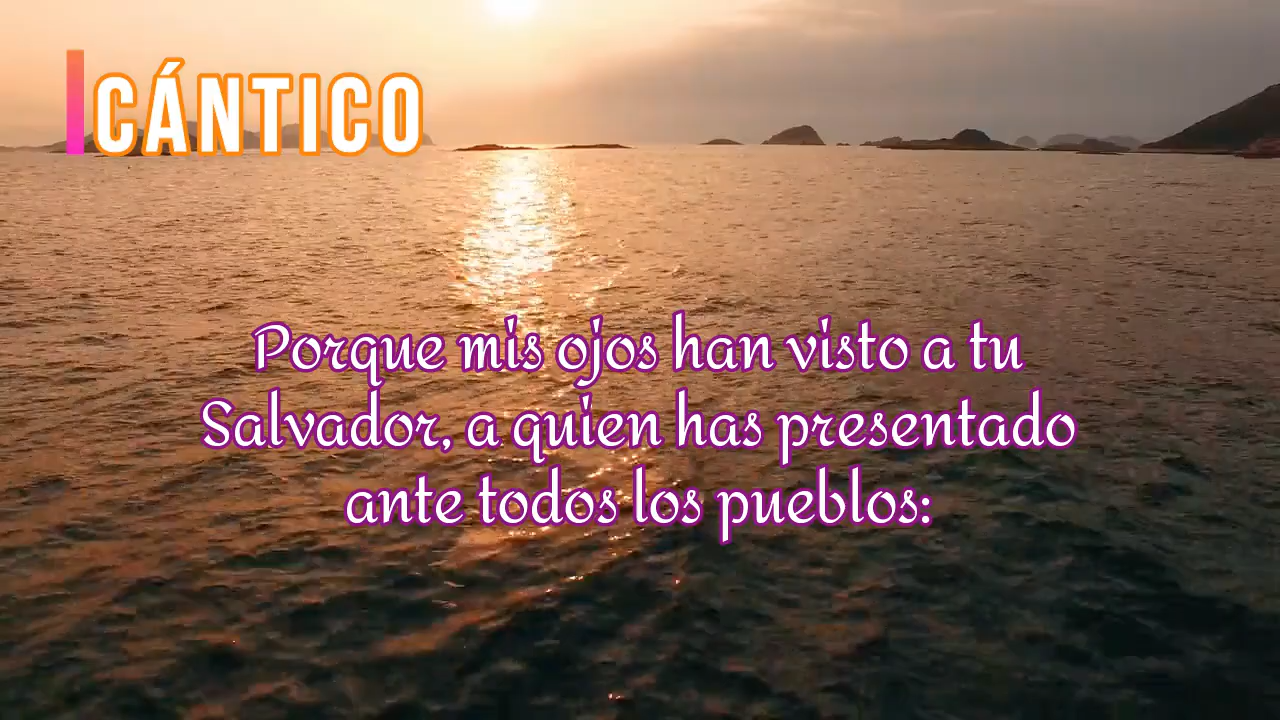 CÁNTICO
Porque mis ojos han visto a tu
Salvador, a quien has presentado
ante todos los pueblos: